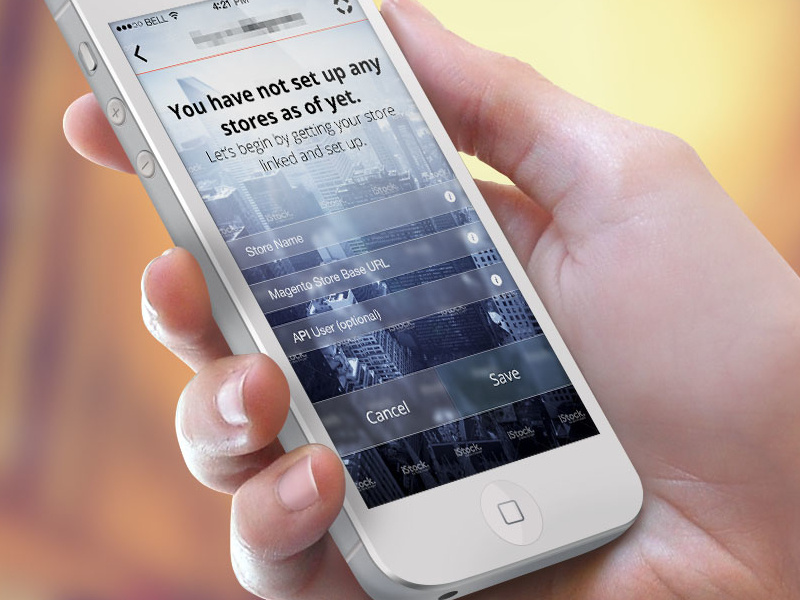 BELL 4:21 PM
You have not set up any
stores as of yet.
Let's begin by getting your store
linked and set up.
Store Name
Magento Store Base URL
API User (optional)
Cancel Save
iStock iStock iStock iStock